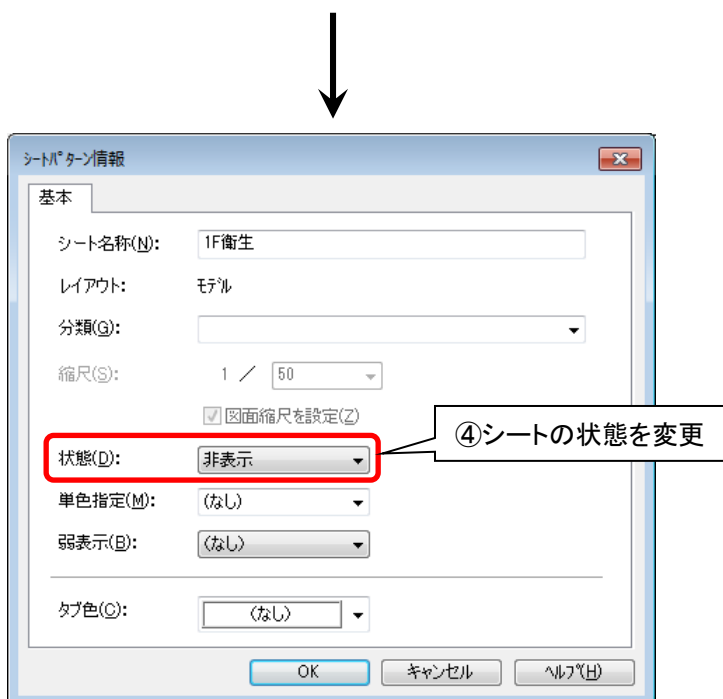 ｼｰﾄﾊﾟﾀｰﾝ情報
基本
シート名称(N): 1F衛生
レイアウト: ﾓﾃﾞﾙ
分類(G):
縮尺(S): 1 ／ 50
図面縮尺を設定(Z)
④シートの状態を変更
状態(D): 非表示
単色指定(M): (なし)
弱表示(B): (なし)
タブ色(C): (なし)
OK キャンセル ﾍﾙﾌﾟ(H)